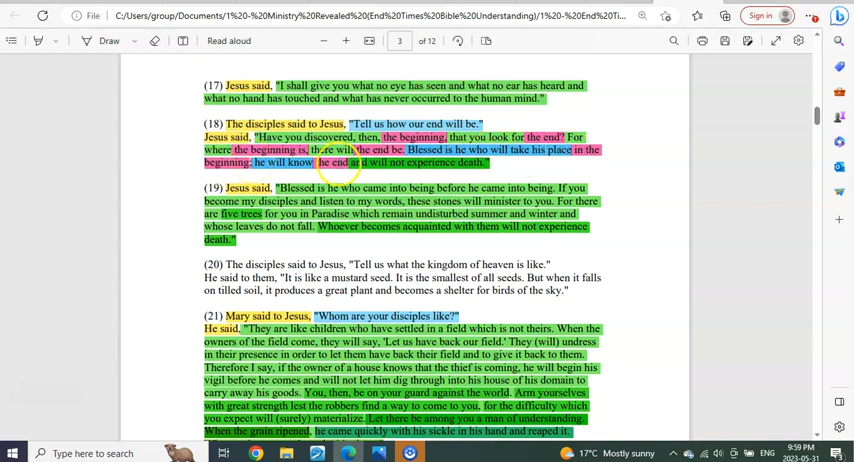 File
C:/Users/group/Documents/1%20-%20Ministry%20Revealed(End%20Times%20Bible%20Understanding)/1%20-%20End%20Ti...
Sign in
Draw
Read aloud
3
of 12
(17) Jesus said, "I shall give you what no eye has seen and what no ear has heard and
what no hand has touched and what has never occurred to the human mind."
(18) The disciples said to Jesus, "Tell us how our end will be."
Jesus said, "Have you discovered, then, the beginning, that you look for the end? For
where the beginning is, there will the end be. Blessed is he who will take his place in the
beginning; he will know the end and will not experience death."
(19) Jesus said, "Blessed is he who came into being before he came into being. If you
become my disciples and listen to my words, these stones will minister to you. For there
are five trees for you in Paradise which remain undisturbed summer and winter and
whose leaves do not fall. Whoever becomes acquainted with them will not experience
death."
(20) The disciples said to Jesus, "Tell us what the kingdom of heaven is like."
He said to them, "It is like a mustard seed. It is the smallest of all seeds. But when it falls
on tilled soil, it produces a great plant and becomes a shelter for birds of the sky."
(21) Mary said to Jesus, "Whom are your disciples like?"
He said, "They are like children who have settled in a field which is not theirs. When the
owners of the field come, they will say, 'Let us have back our field.' They (will) undress
in their presence in order to let them have back their field and to give it back to them.
Therefore I say, if the owner of a house knows that the thief is coming, he will begin his
vigil before he comes and will not let him dig through into his house of his domain to
carry away his goods. You, then, be on your guard against the world. Arm yourselves
with great strength lest the robbers find a way to come to you, for the difficulty which
you expect will (surely) materialize. Let there be among you a man of understanding.
When the grain ripened, he came quickly with his sickle in his hand and reaped it.
Type here to search
17°C Mostly sunny
ENG
9:59 PM
2023-05-31